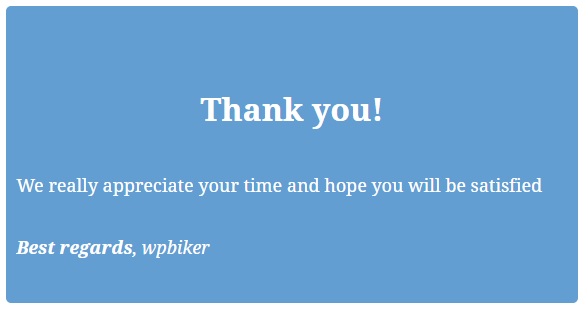 Thank you!
We really appreciate your time and hope you will be satisfied
Best regards, wpbiker